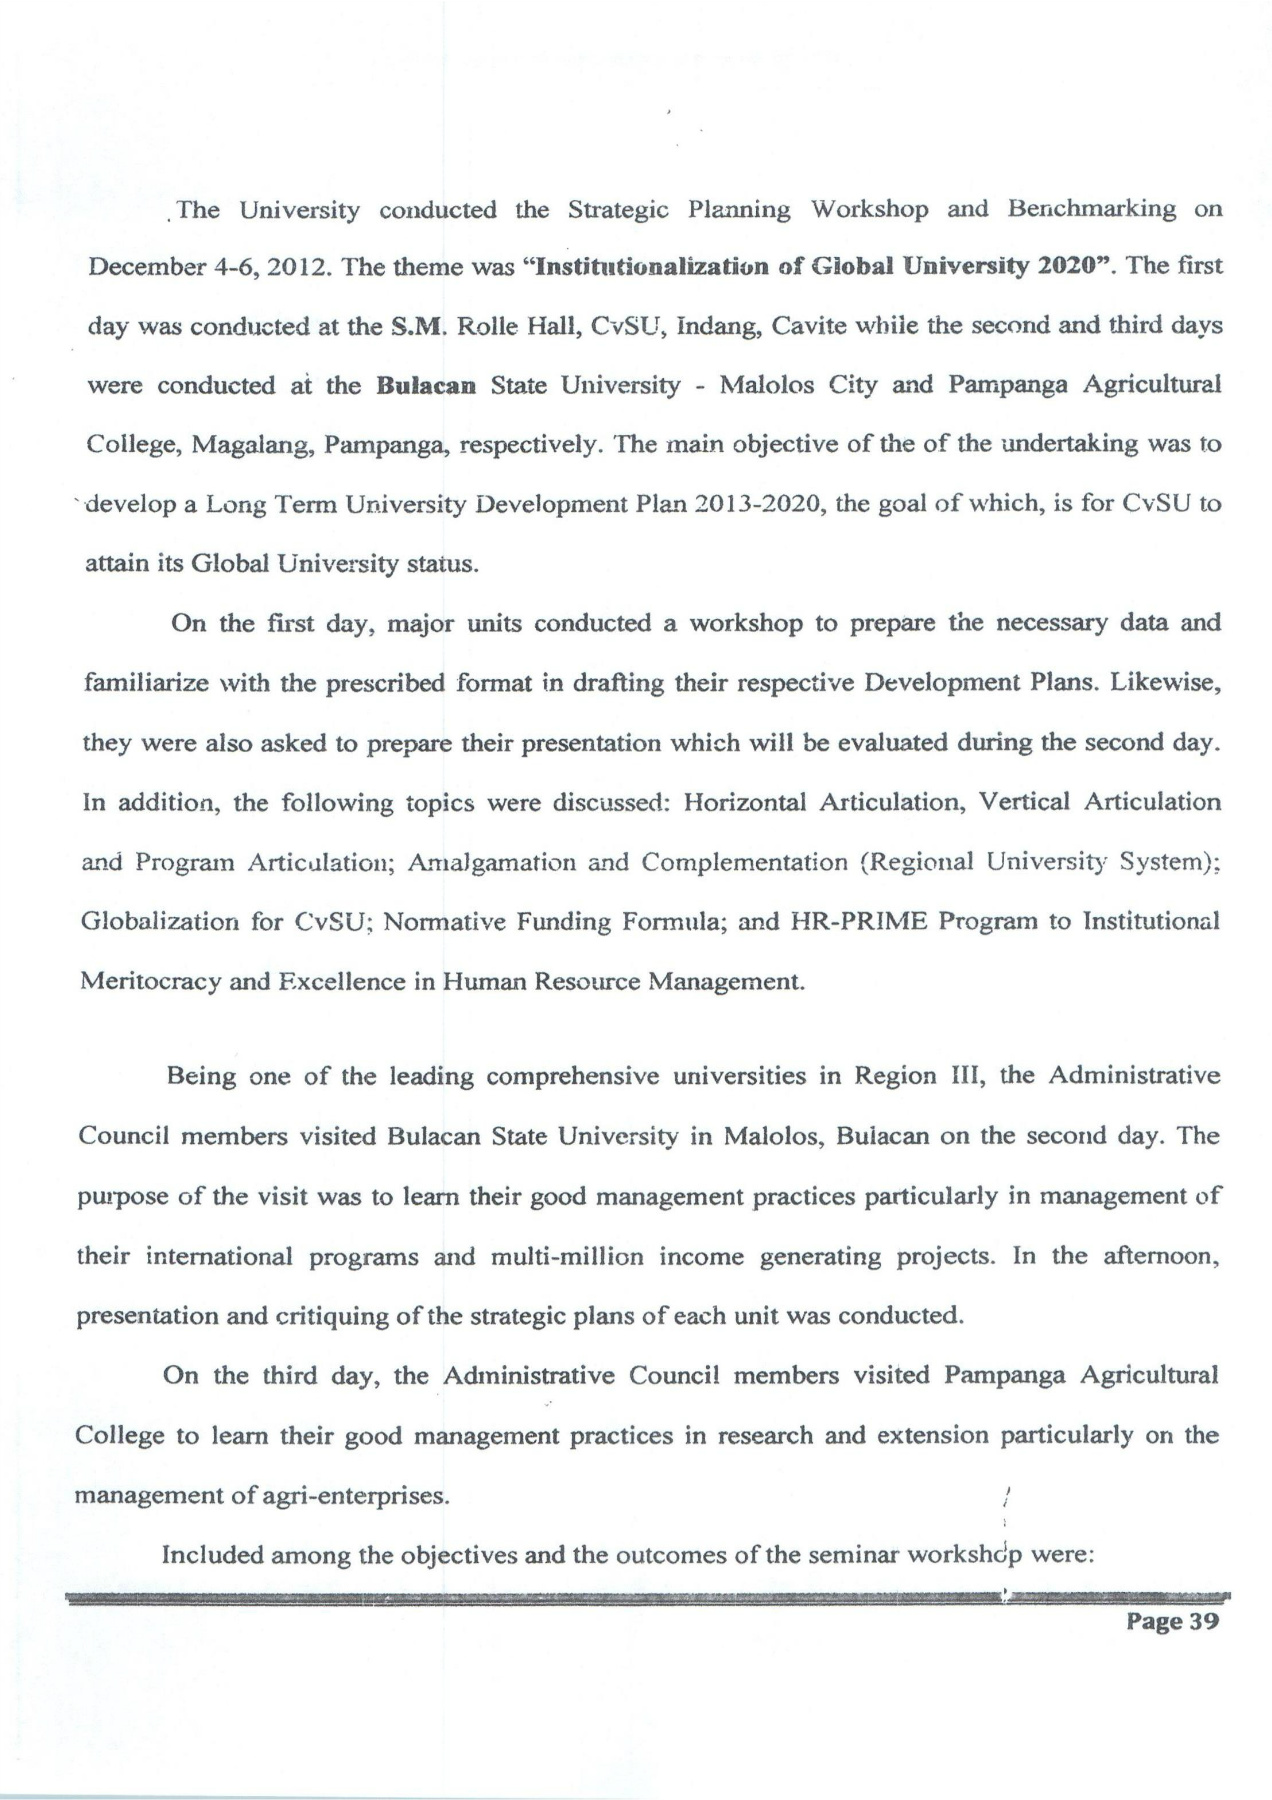 The University conducted the Strategic Planning Workshop and Benchmarking on
December 4-6, 2012. The theme was “Institutionalization of Global University 2020”. The first
day was conducted at the S.M. Rolle Hall, CvSU, Indang, Cavite while the second and third days
were conducted at the Bulacan State University - Malolos City and Pampanga Agricultural
College, Magalang, Pampanga, respectively. The main objective of the of the undertaking was to
develop a Long Term University Development Plan 2013-2020, the goal of which, is for CvSU to
attain its Global University status.
On the first day, major units conducted a workshop to prepare the necessary data and
familiarize with the prescribed format in drafting their respective Development Plans. Likewise,
they were also asked to prepare their presentation which will be evaluated during the second day.
In addition, the following topics were discussed: Horizontal Articulation, Vertical Articulation
and Program Articulation; Amalgamation and Complementation (Regional University System);
Globalization for CvSU; Normative Funding Formula; and HR-PRIME Program to Institutional
Meritocracy and Excellence in Human Resource Management.
Being one of the leading comprehensive universities in Region III, the Administrative
Council members visited Bulacan State University in Malolos, Bulacan on the second day. The
purpose of the visit was to learn their good management practices particularly in management of
their international programs and multi-million income generating projects. In the afternoon,
presentation and critiquing of the strategic plans of each unit was conducted.
On the third day, the Administrative Council members visited Pampanga Agricultural
College to learn their good management practices in research and extension particularly on the
management of agri-enterprises.
Included among the objectives and the outcomes of the seminar workshop were:
Page 39